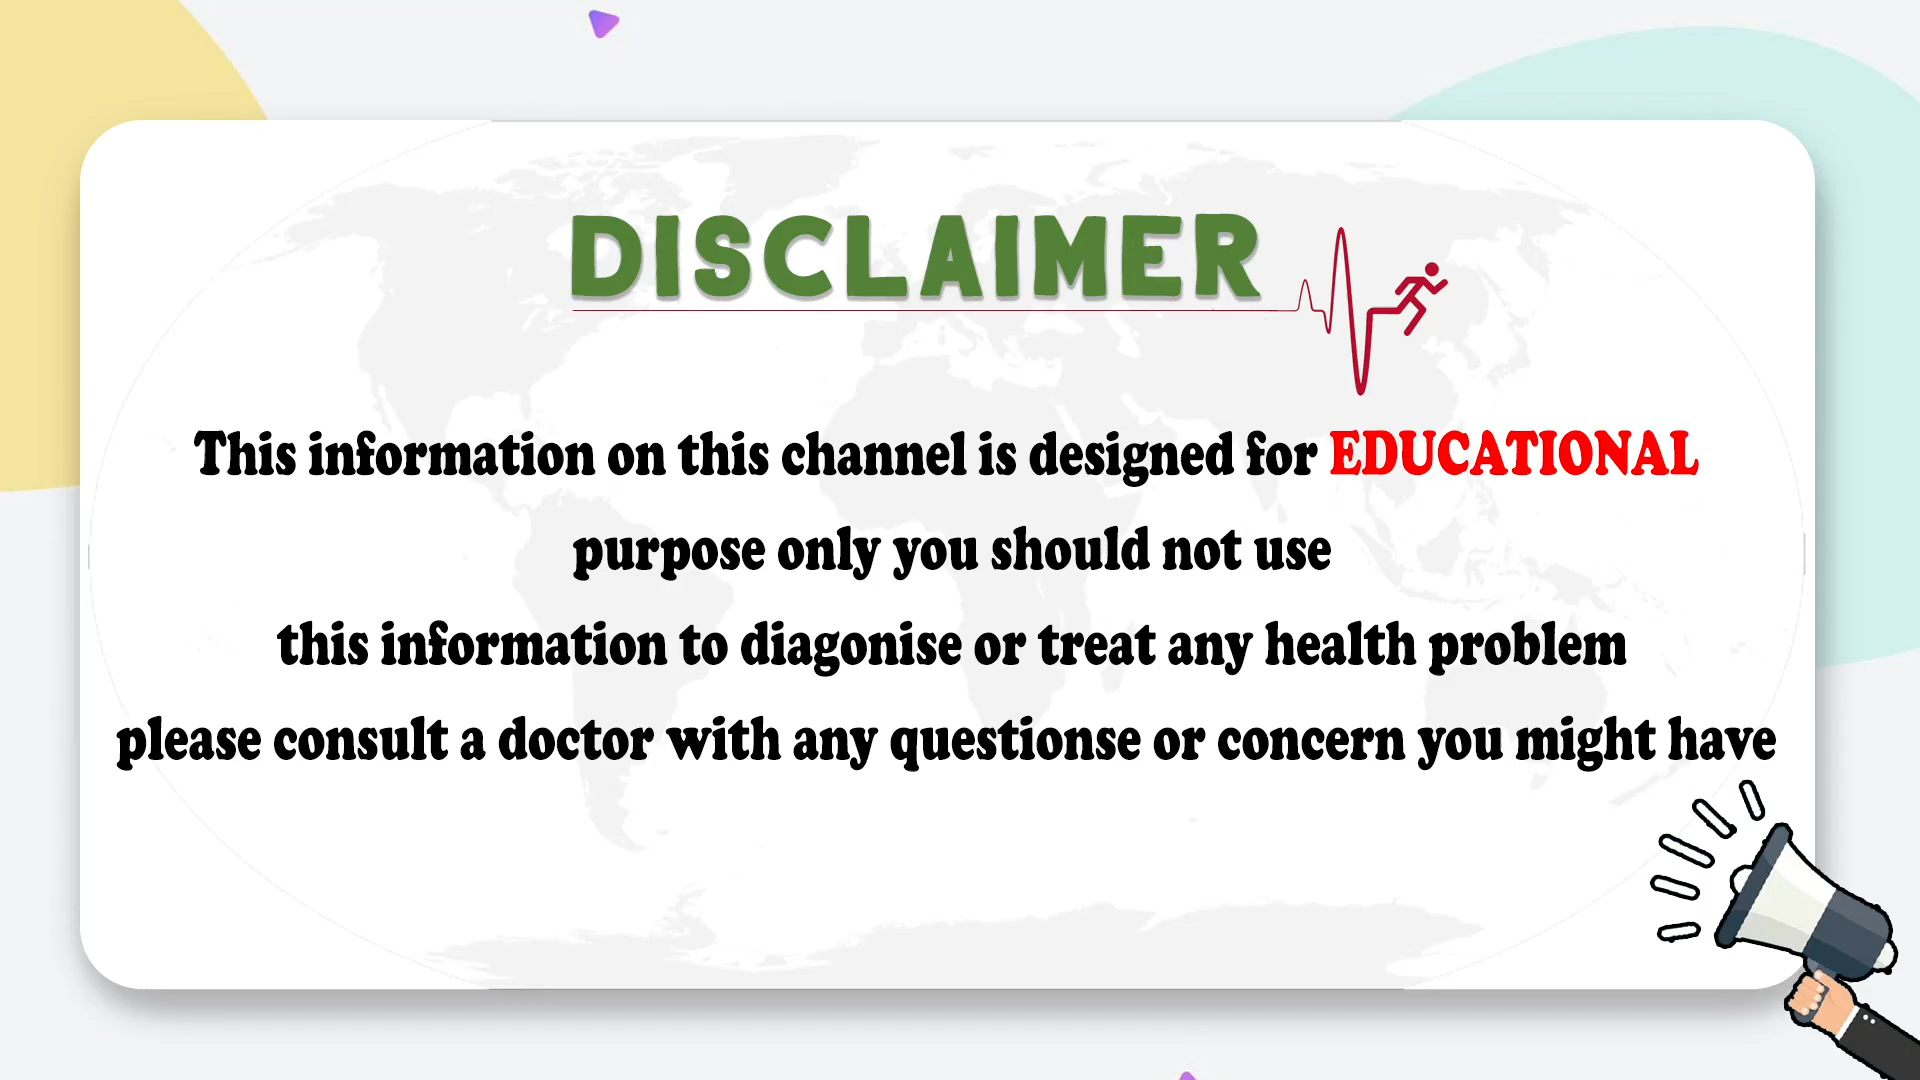 DISCLAIMER
This information on this channel is designed for EDUCATIONAL
purpose only you should not use
this information to diagonise or treat any health problem
please consult a doctor with any questionse or concern you might have